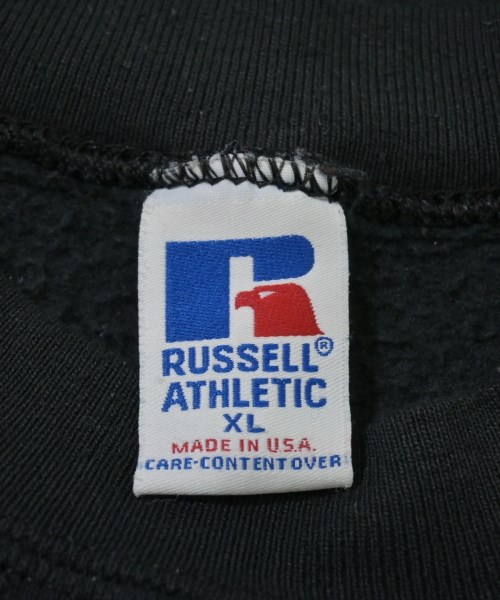 RUSSELL®
ATHLETIC
XL
MADE IN U.S.A.
CARE-CONTENT OVER